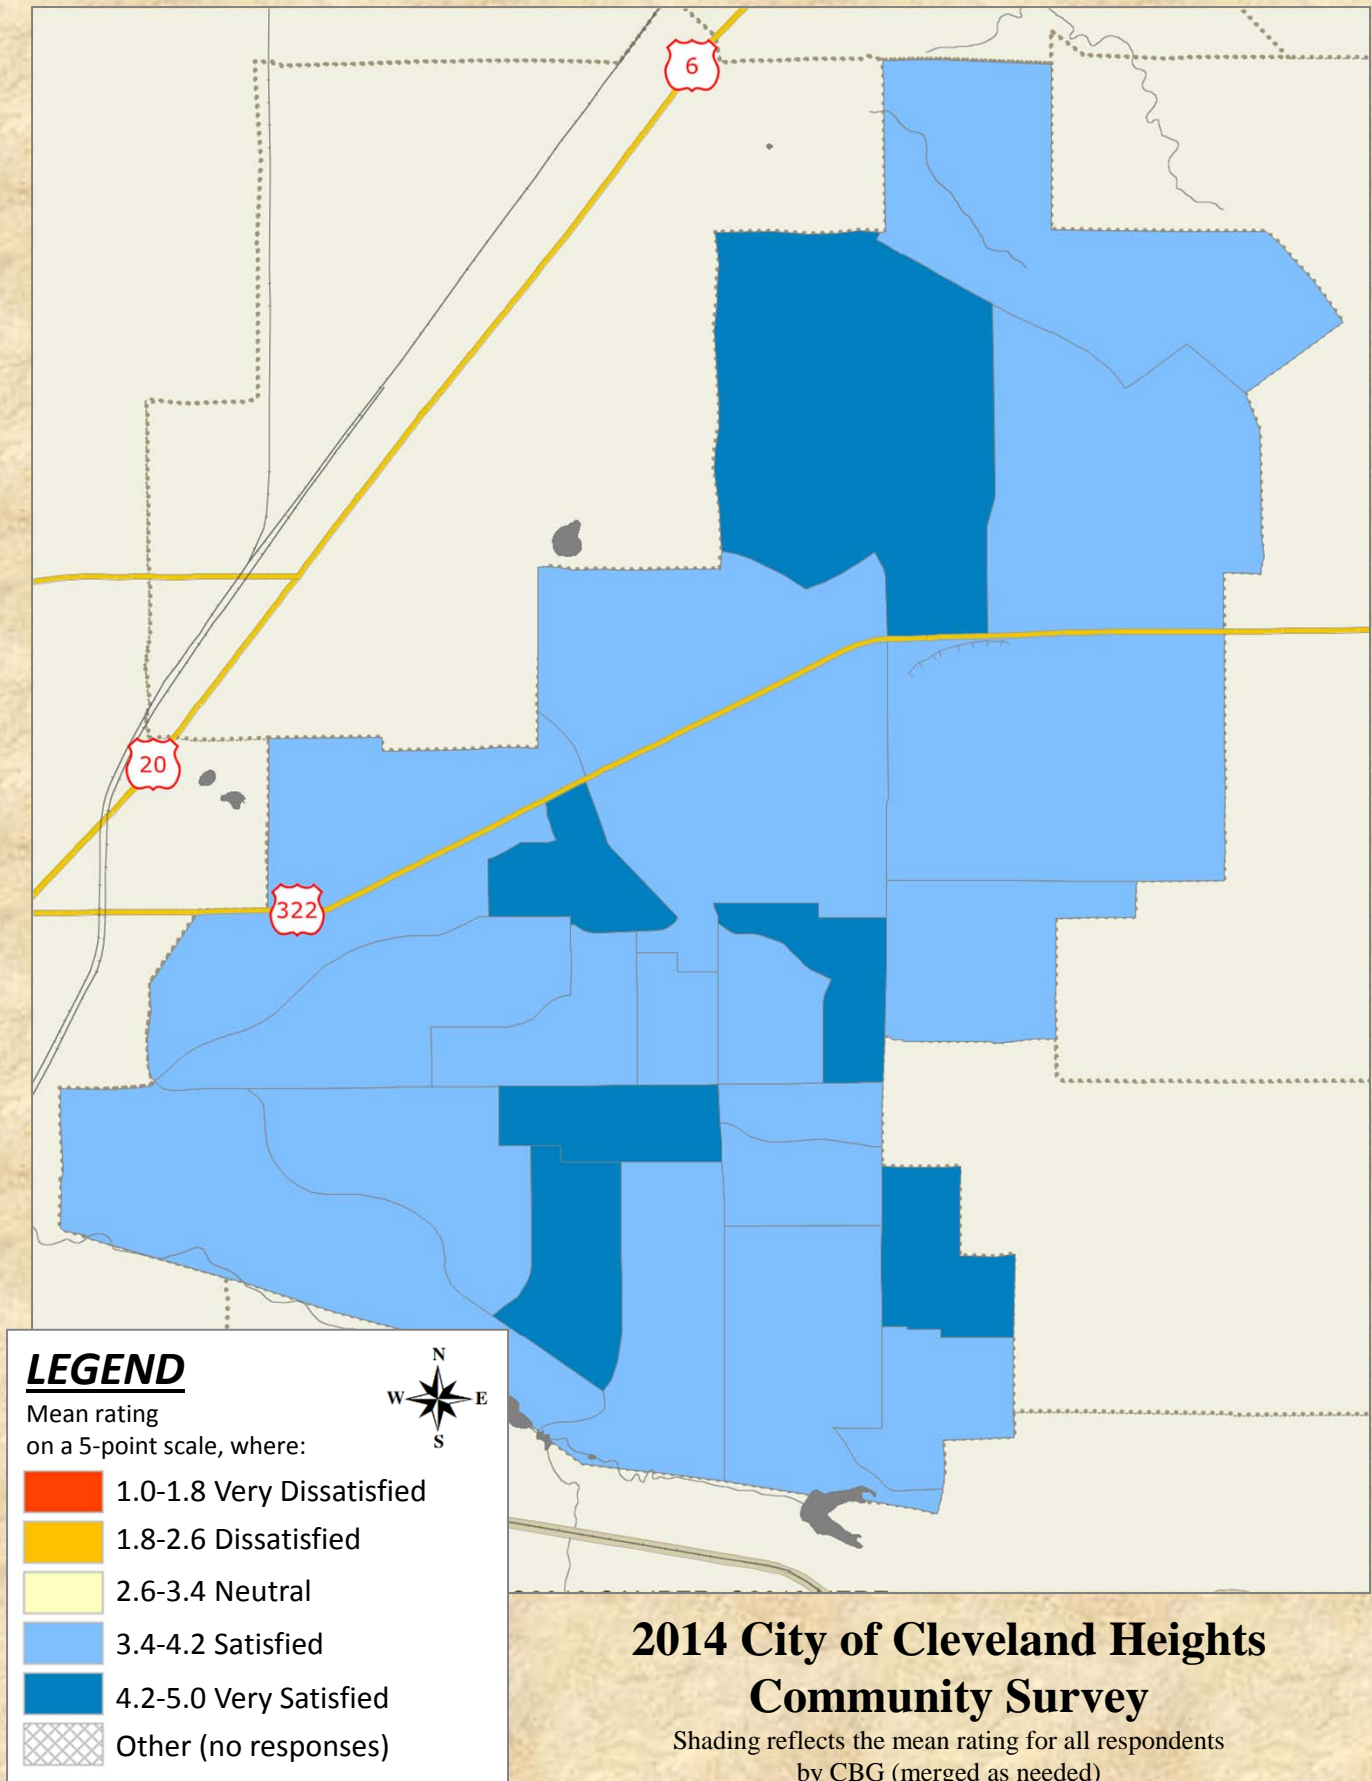 6
20
322
LEGEND
Mean rating
on a 5-point scale, where:
N
W E
S
1.0-1.8 Very Dissatisfied
1.8-2.6 Dissatisfied
2.6-3.4 Neutral
3.4-4.2 Satisfied
4.2-5.0 Very Satisfied
Other (no responses)
2014 City of Cleveland Heights
Community Survey
Shading reflects the mean rating for all respondents
by CBG (merged as needed)